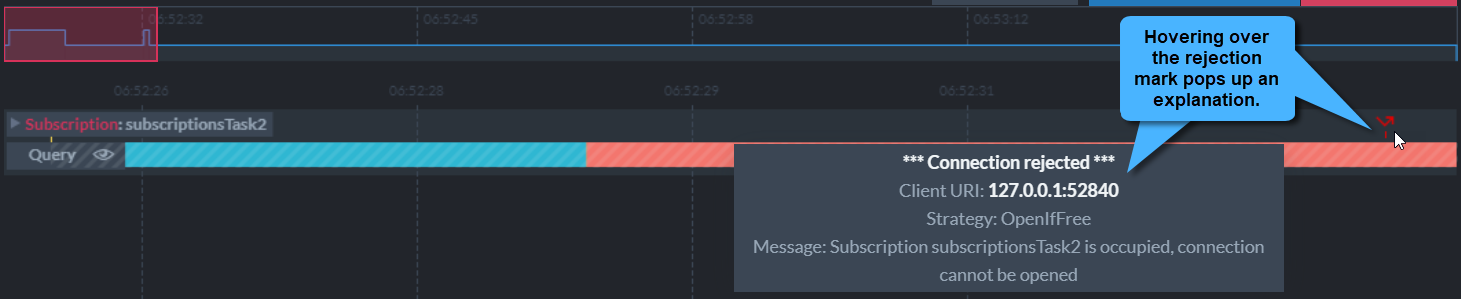 06:52:32
06:52:45
06:52:58
06:53:12
Hovering over
the rejection
mark pops up an
explanation.
06:52:26
06:52:28
06:52:29
06:52:31
Subscription: subscriptionsTask2
Query
*** Connection rejected ***
Client URI: 127.0.0.1:52840
Strategy: OpenIfFree
Message: Subscription subscriptionsTask2 is occupied, connection
cannot be opened